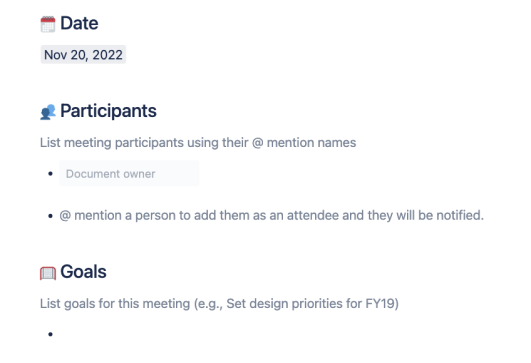 Date
Nov 20, 2022
Participants
List meeting participants using their @ mention names
Document owner
@ mention a person to add them as an attendee and they will be notified.
Goals
List goals for this meeting (e.g., Set design priorities for FY19)